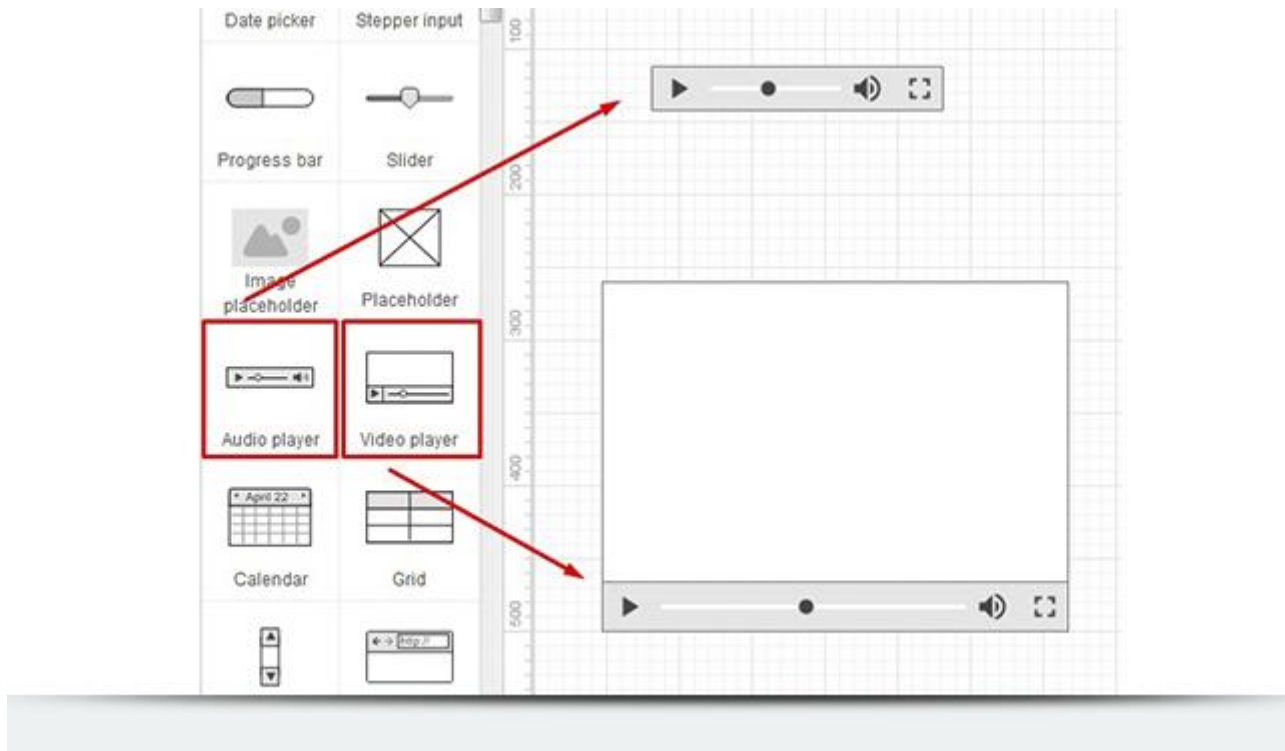 Date picker
Stepper input
100
Progress bar
Slider
200
Image
placeholder
Placeholder
300
Audio player
Video player
400
April 22
Calendar
Grid
500
http://